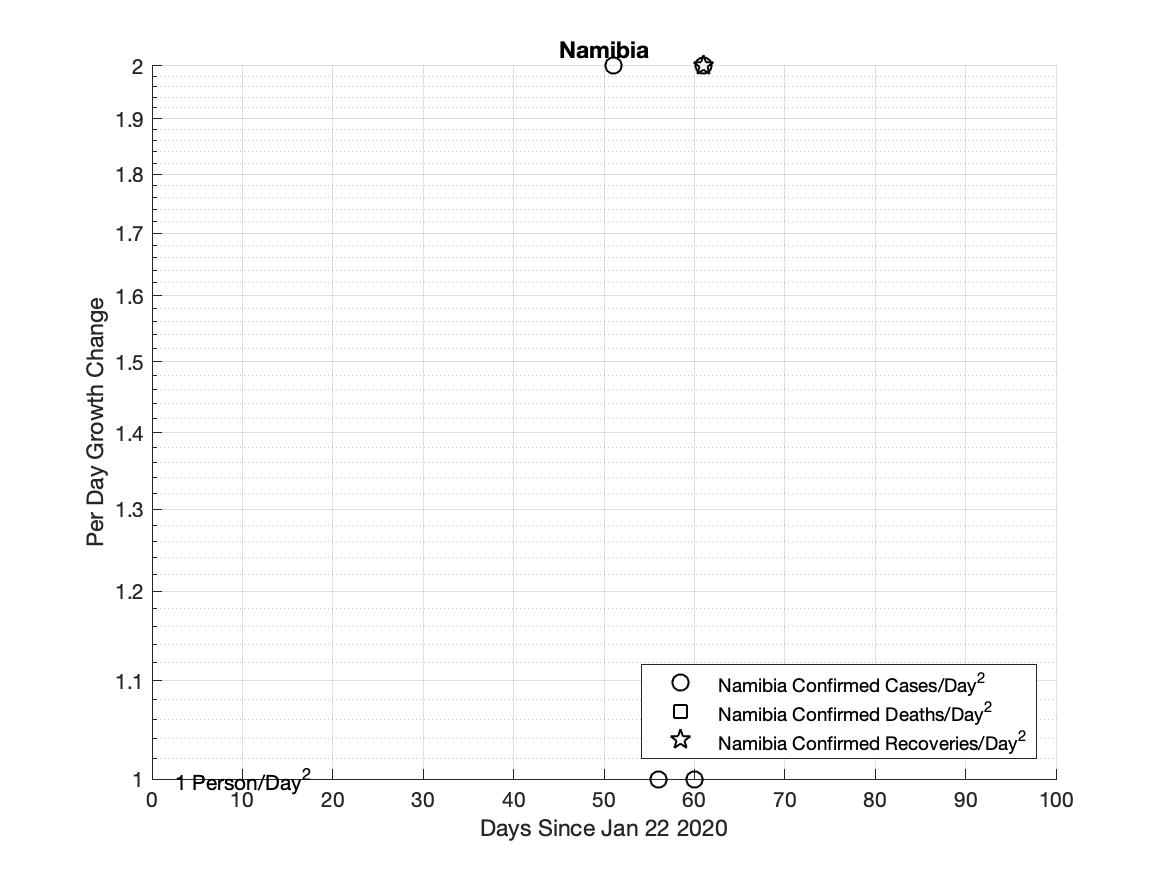 Namibia
2
1.9
1.8
1.7
1.6
1.5
1.4
1.3
1.2
1.1
1
Per Day Growth Change
Namibia Confirmed Cases/Day²
Namibia Confirmed Deaths/Day²
Namibia Confirmed Recoveries/Day²
1 Person/Day²
0 10 20 30 40 50 60 70 80 90 100
Days Since Jan 22 2020